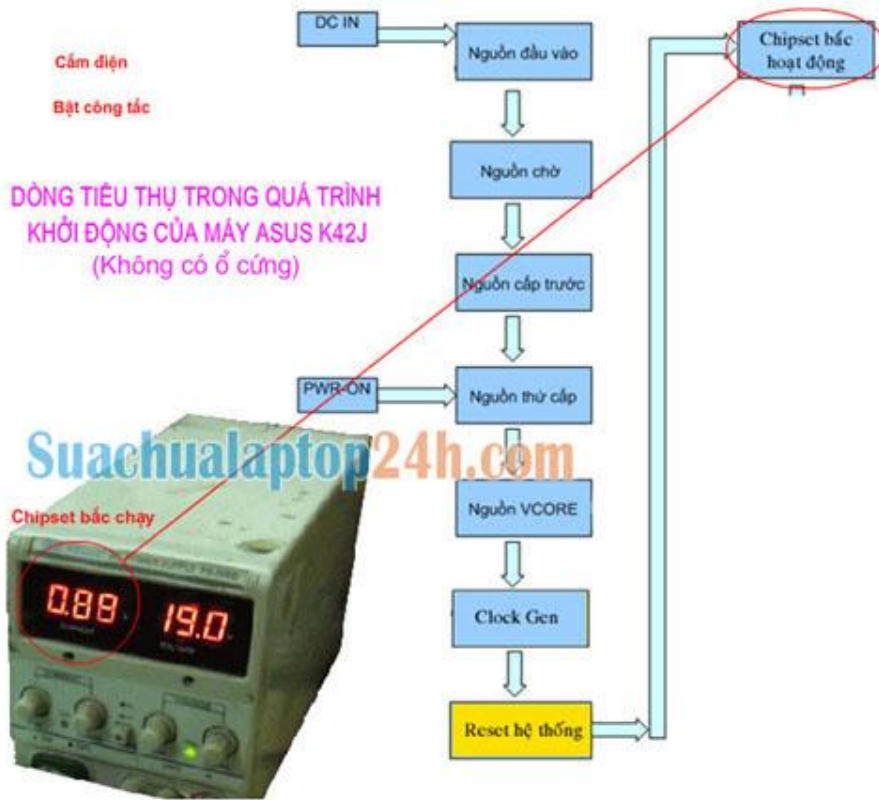 DC IN
Nguồn đầu vào
Chipset bắc
hoạt động
Cắm điện
Bật công tắc
Nguồn chờ
DÒNG TIÊU THỤ TRONG QUÁ TRÌNH
KHỞI ĐỘNG CỦA MÁY ASUS K42J
(Không có ổ cứng)
Nguồn cấp trước
PWR-ON
Nguồn thứ cấp
Suachualaptop24h.com
Nguồn VCORE
Chipset bắc chạy
0.88
19.0
Clock Gen
Reset hệ thống